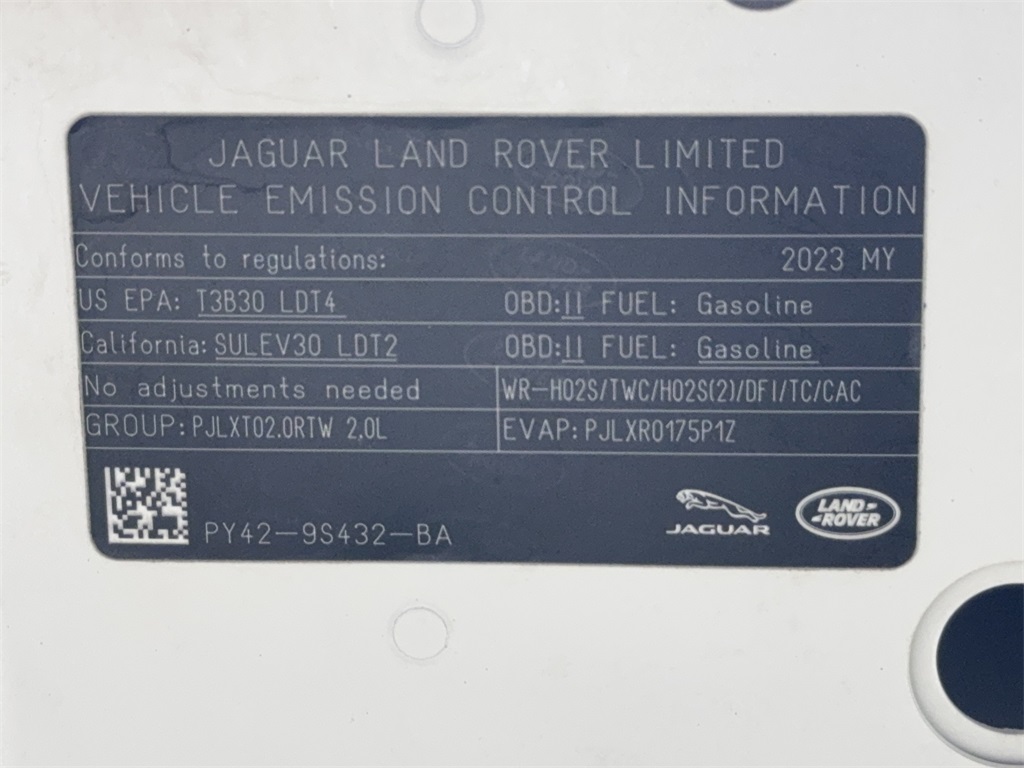 JAGUAR LAND ROVER LIMITED
VEHICLE EMISSION CONTROL INFORMATION
Conforms to regulations: 2023 MY
US EPA: T3B30 LDT4 OBD:II FUEL: Gasoline
California: SULEV30 LDT2 OBD:II FUEL: Gasoline
No adjustments needed WR-HO2S/TWC/HO2S(2)/DFI/TC/CAC
GROUP: PJLXT02.0RTW 2.0L EVAP: PJLXR0175P1Z
PY42-9S432-BA
JAGUAR
LAND-
-ROVER